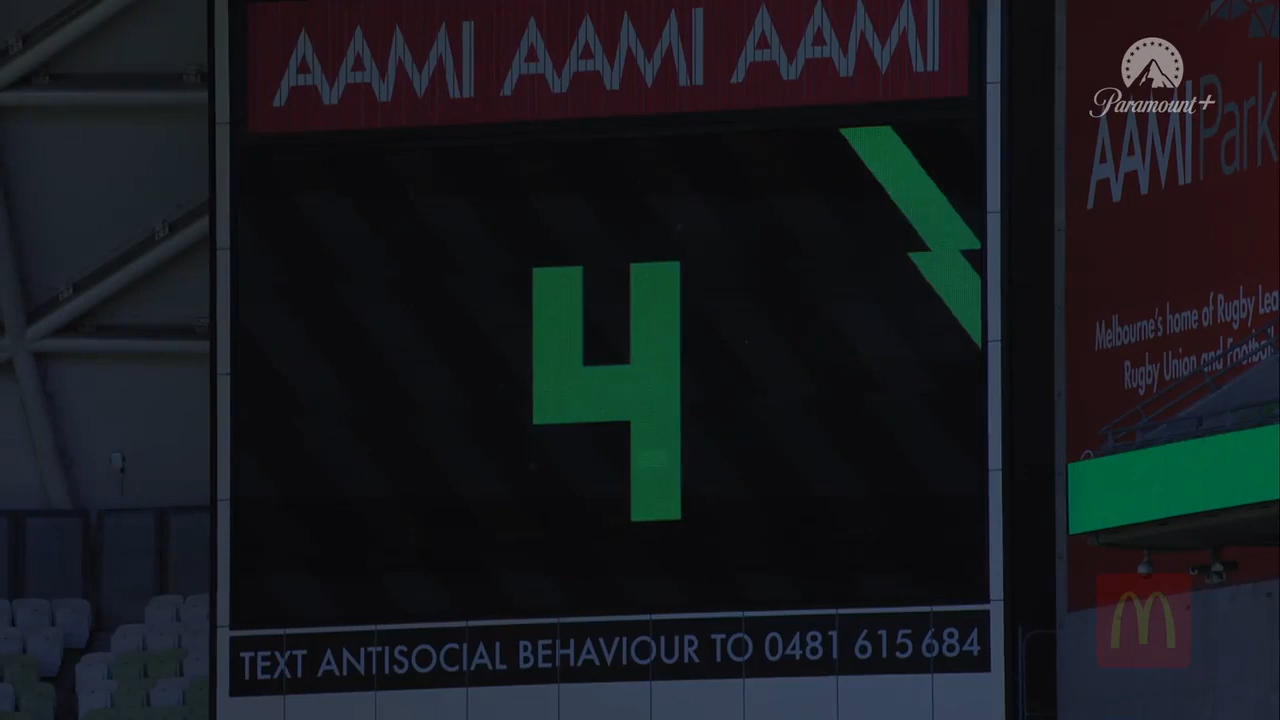 AAMI AAMI AAMI
Paramount+
AAMI Park
4
Melbourne's home of Rugby Lea
Rugby Union and Football
TEXT ANTISOCIAL BEHAVIOUR TO 0481 615 684